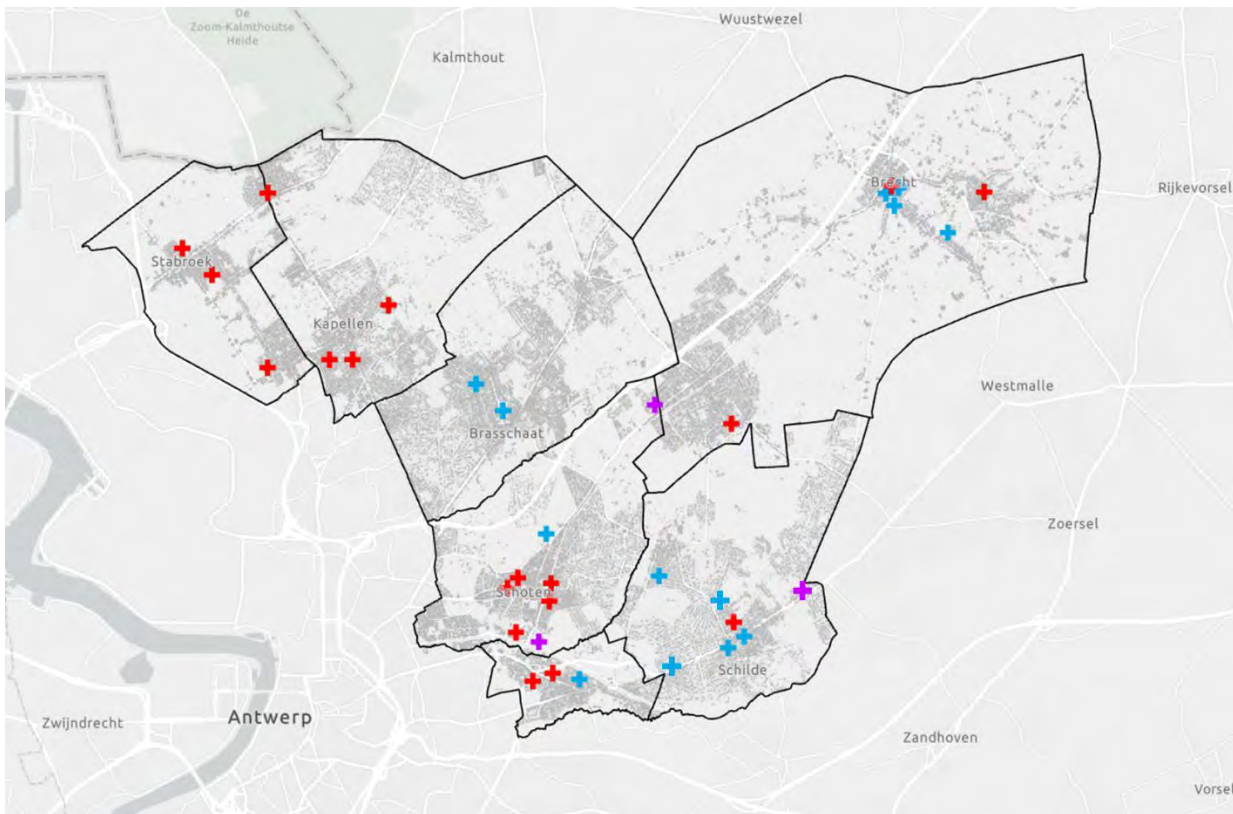 De
Zoom-Kalmthoutse
Heide
Wuustwezel
Kalmthout
Brecht
Rijkevorsel
Stabroek
Kapellen
Westmalle
Brasschaat
Zoersel
Schoten
Schilde
Antwerp
Zwijndrecht
Zandhoven
Vorsel